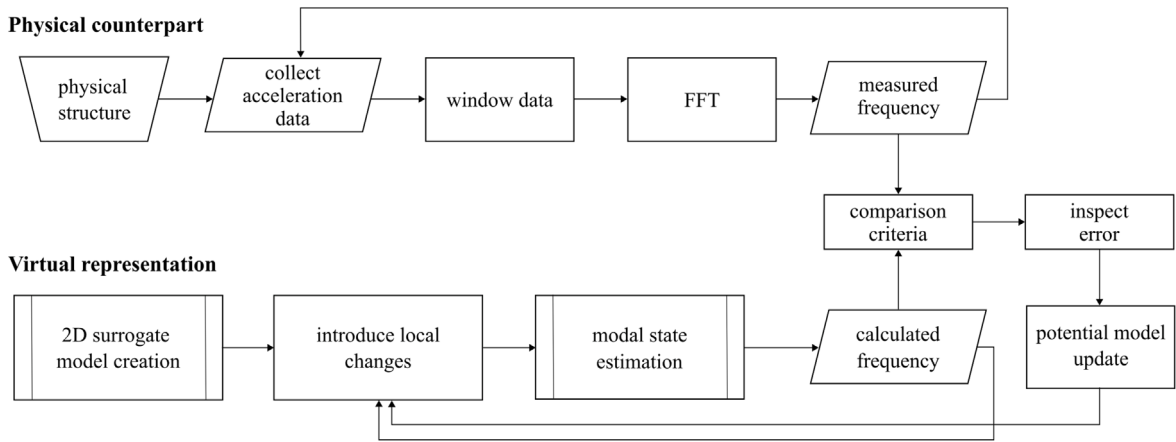 Physical counterpart
physical
structure
collect
acceleration
data
window data
FFT
measured
frequency
comparison
criteria
inspect
error
Virtual representation
2D surrogate
model creation
introduce local
changes
modal state
estimation
calculated
frequency
potential model
update